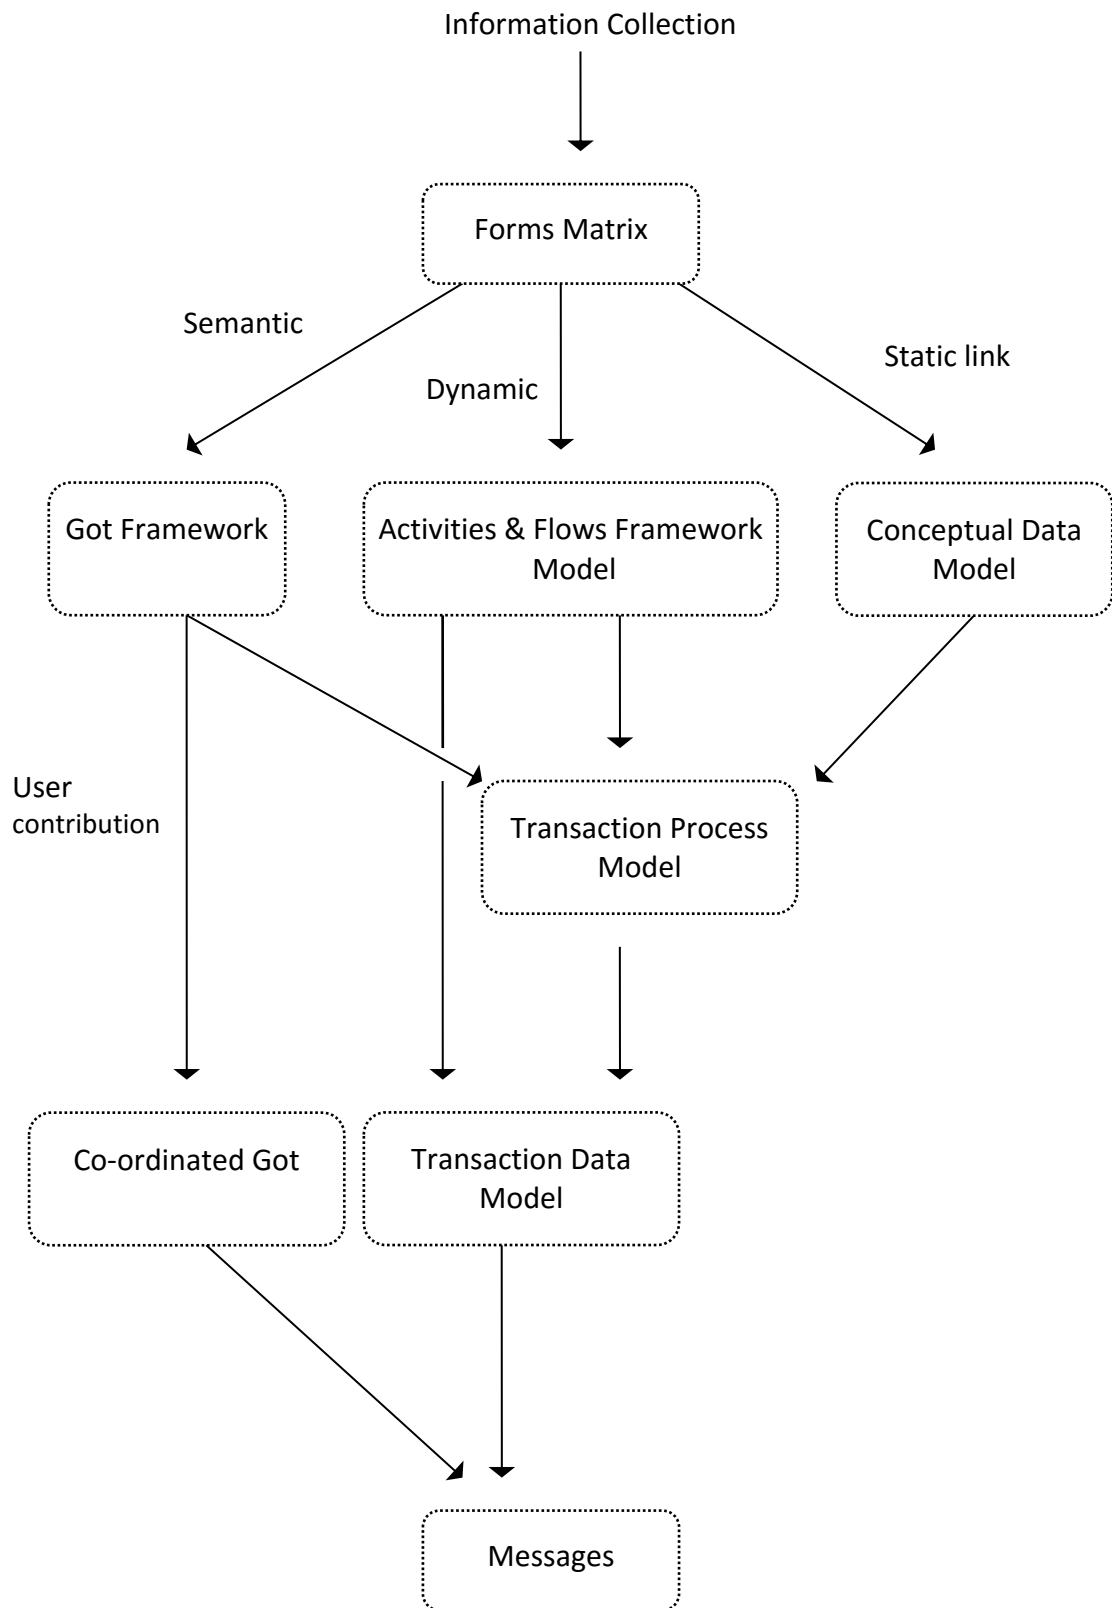 Information Collection
Forms Matrix
Semantic
Static link
Dynamic
Got Framework
Activities & Flows Framework
Model
Conceptual Data
Model
User
contribution
Transaction Process
Model
Co-ordinated Got
Transaction Data
Model
Messages